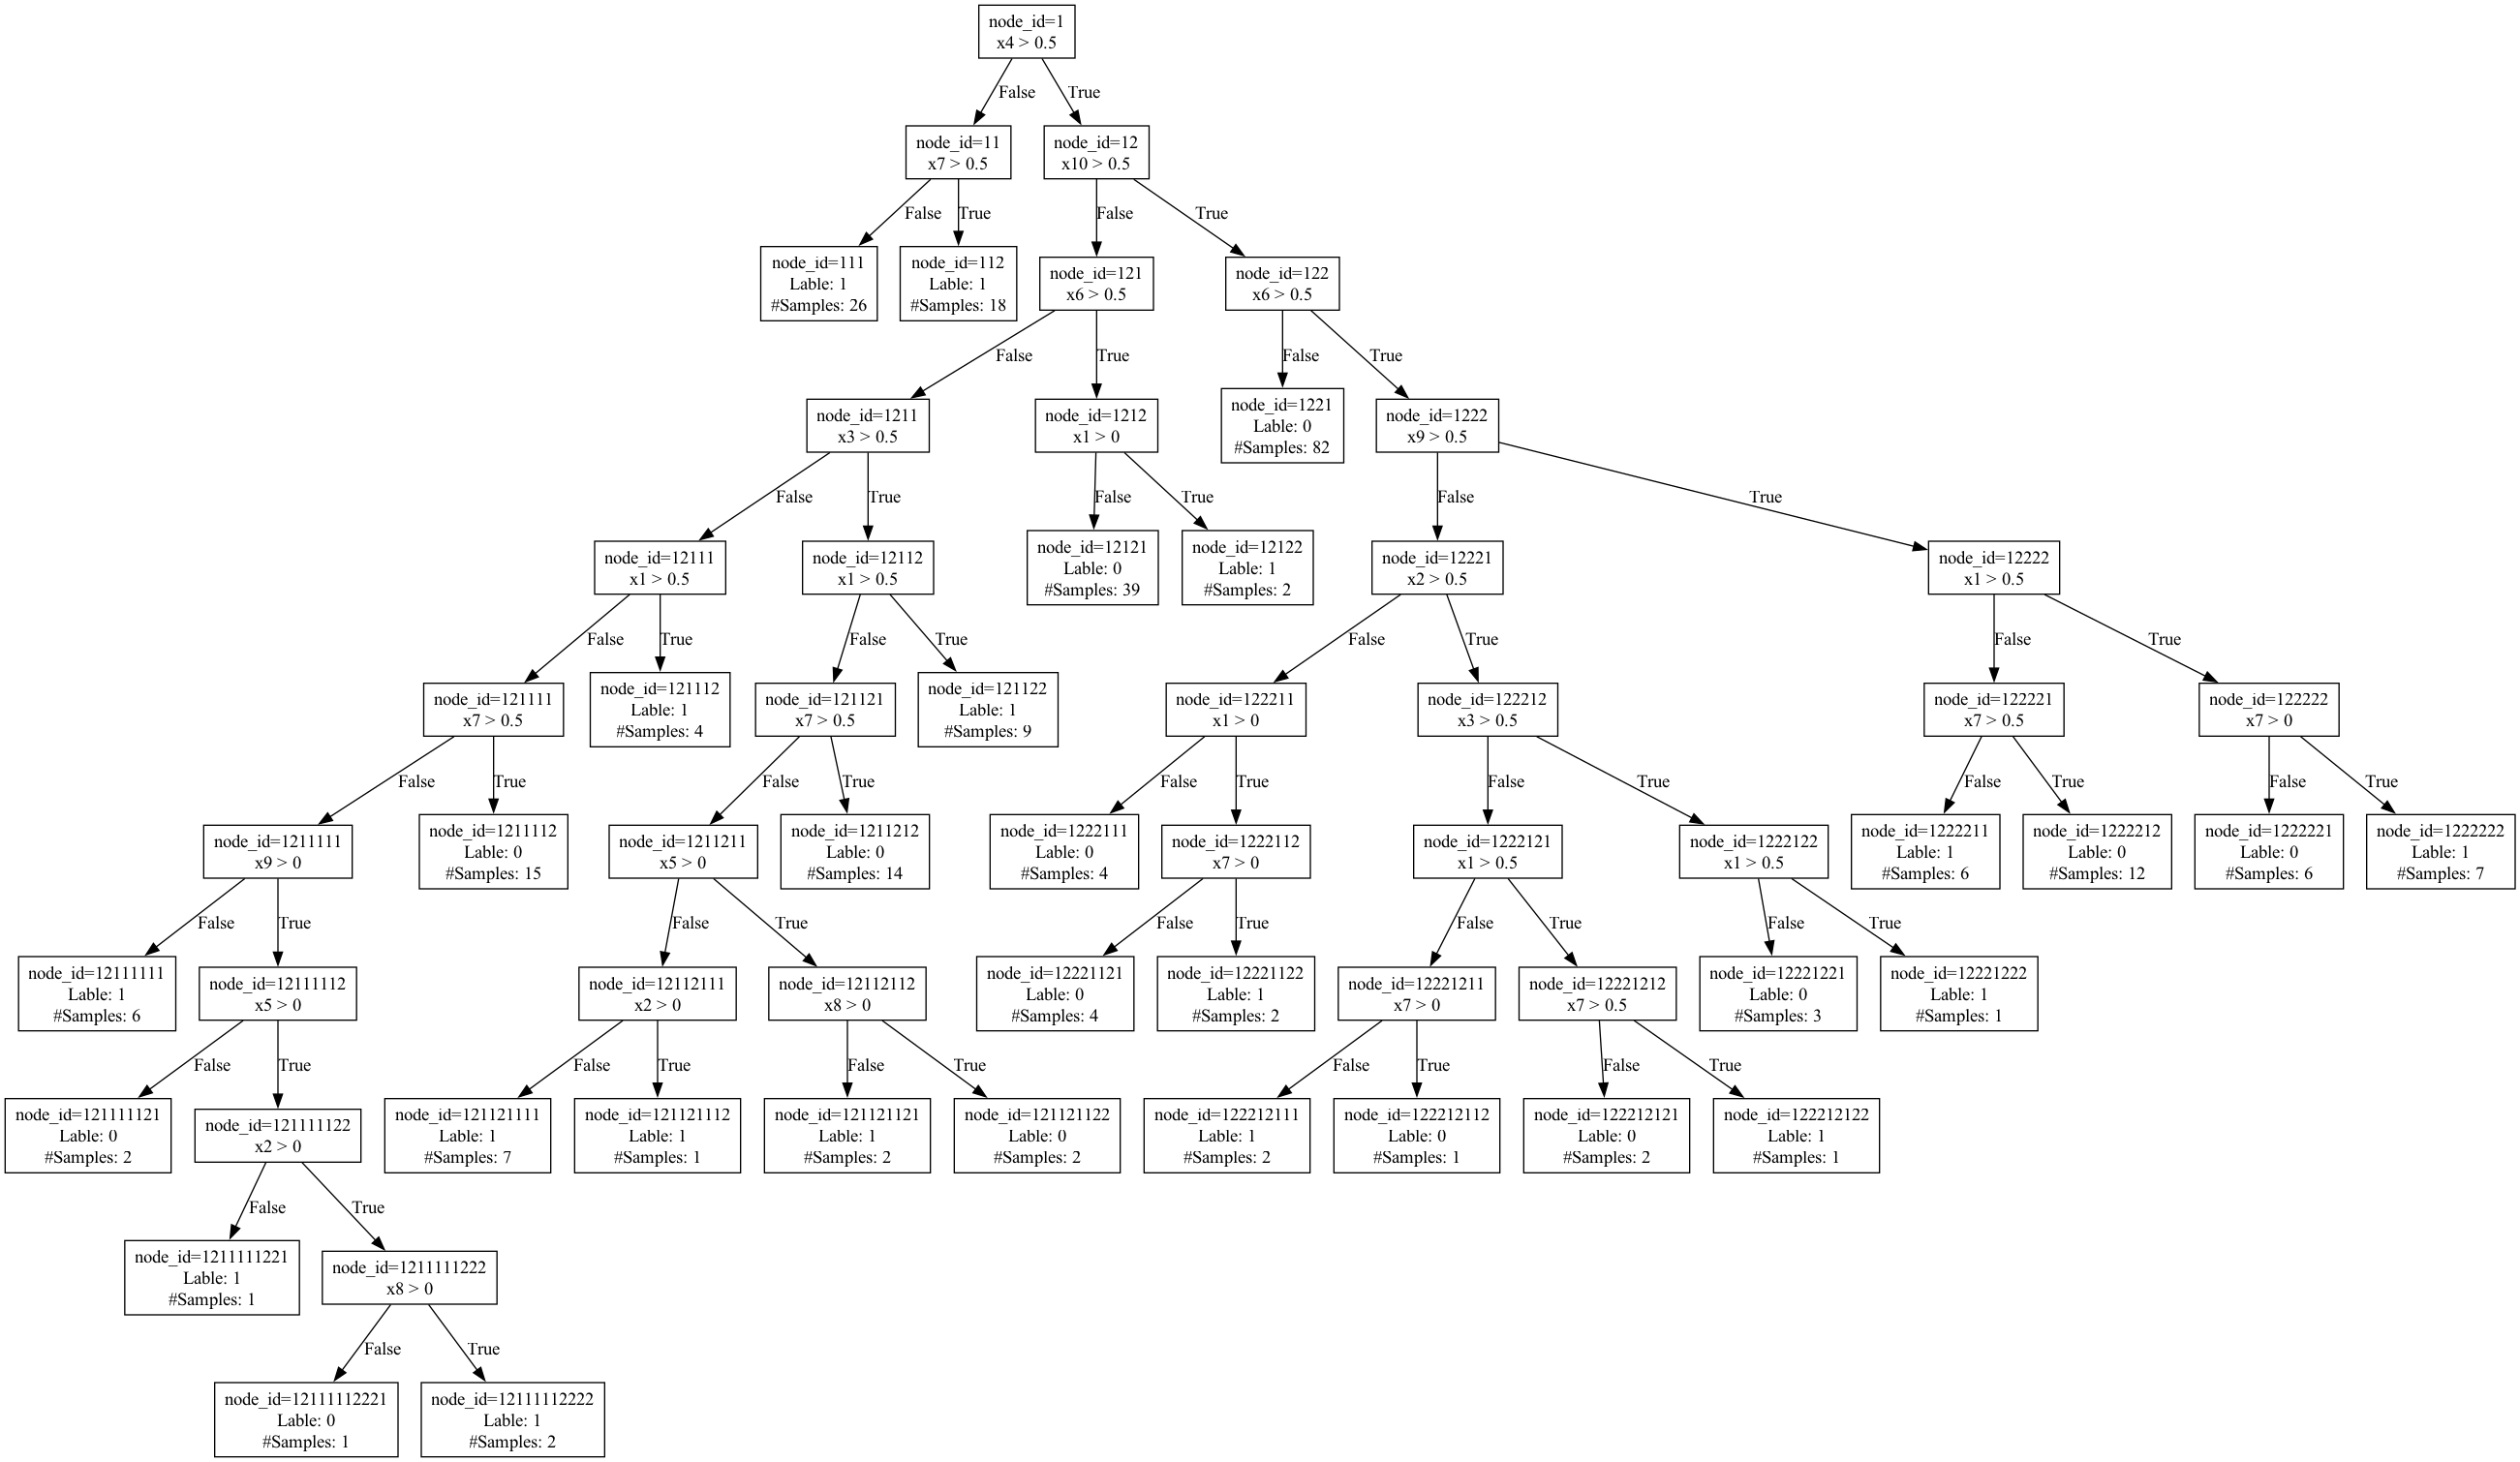 node_id=1
x4 > 0.5
False
True
node_id=11
x7 > 0.5
node_id=12
x10 > 0.5
False
True
False
True
node_id=111
Lable: 1
#Samples: 26
node_id=112
Lable: 1
#Samples: 18
node_id=121
x6 > 0.5
node_id=122
x6 > 0.5
False
True
False
True
node_id=1211
x3 > 0.5
node_id=1212
x1 > 0
node_id=1221
Lable: 0
#Samples: 82
node_id=1222
x9 > 0.5
False
True
False
True
False
True
node_id=12111
x1 > 0.5
node_id=12112
x1 > 0.5
node_id=12121
Lable: 0
#Samples: 39
node_id=12122
Lable: 1
#Samples: 2
node_id=12221
x2 > 0.5
node_id=12222
x1 > 0.5
False
True
False
True
False
True
False
True
node_id=121111
x7 > 0.5
node_id=121112
Lable: 1
#Samples: 4
node_id=121121
x7 > 0.5
node_id=121122
Lable: 1
#Samples: 9
node_id=122211
x1 > 0
node_id=122212
x3 > 0.5
node_id=122221
x7 > 0.5
node_id=122222
x7 > 0
False
True
False
True
False
True
False
True
False
True
False
True
node_id=1211111
x9 > 0
node_id=1211112
Lable: 0
#Samples: 15
node_id=1211211
x5 > 0
node_id=1211212
Lable: 0
#Samples: 14
node_id=1222111
Lable: 0
#Samples: 4
node_id=1222112
x7 > 0
node_id=1222121
x1 > 0.5
node_id=1222122
x1 > 0.5
node_id=1222211
Lable: 1
#Samples: 6
node_id=1222212
Lable: 0
#Samples: 12
node_id=1222221
Lable: 0
#Samples: 6
node_id=1222222
Lable: 1
#Samples: 7
False
True
False
True
False
True
False
True
False
True
node_id=12111111
Lable: 1
#Samples: 6
node_id=12111112
x5 > 0
node_id=12112111
x2 > 0
node_id=12112112
x8 > 0
node_id=12221121
Lable: 0
#Samples: 4
node_id=12221122
Lable: 1
#Samples: 2
node_id=12221211
x7 > 0
node_id=12221212
x7 > 0.5
node_id=12221221
Lable: 0
#Samples: 3
node_id=12221222
Lable: 1
#Samples: 1
False
True
False
True
False
True
False
True
False
True
node_id=121111121
Lable: 0
#Samples: 2
node_id=121111122
x2 > 0
node_id=121121111
Lable: 1
#Samples: 7
node_id=121121112
Lable: 1
#Samples: 1
node_id=121121121
Lable: 1
#Samples: 2
node_id=121121122
Lable: 0
#Samples: 2
node_id=122212111
Lable: 1
#Samples: 2
node_id=122212112
Lable: 0
#Samples: 1
node_id=122212121
Lable: 0
#Samples: 2
node_id=122212122
Lable: 1
#Samples: 1
False
True
node_id=1211111221
Lable: 1
#Samples: 1
node_id=1211111222
x8 > 0
False
True
node_id=12111112221
Lable: 0
#Samples: 1
node_id=12111112222
Lable: 1
#Samples: 2